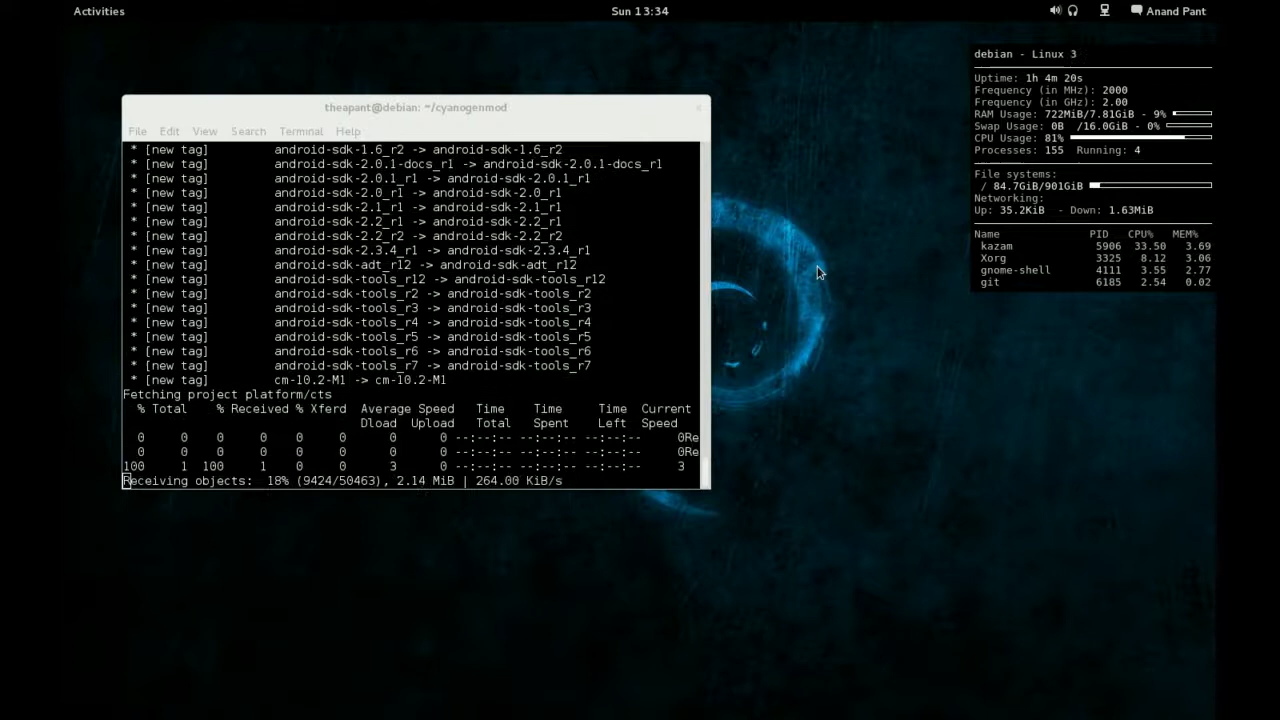 Activities
Sun 13:34
Anand Pant
theapant@debian: ~/cyanogenmod
File Edit View Search Terminal Help
* [new tag] android-sdk-1.6_r2 -> android-sdk-1.6_r2
* [new tag] android-sdk-2.0.1-docs_r1 -> android-sdk-2.0.1-docs_r1
* [new tag] android-sdk-2.0.1_r1 -> android-sdk-2.0.1_r1
* [new tag] android-sdk-2.0_r1 -> android-sdk-2.0_r1
* [new tag] android-sdk-2.1_r1 -> android-sdk-2.1_r1
* [new tag] android-sdk-2.2_r1 -> android-sdk-2.2_r1
* [new tag] android-sdk-2.2_r2 -> android-sdk-2.2_r2
* [new tag] android-sdk-2.3.4_r1 -> android-sdk-2.3.4_r1
* [new tag] android-sdk-adt_r12 -> android-sdk-adt_r12
* [new tag] android-sdk-tools_r12 -> android-sdk-tools_r12
* [new tag] android-sdk-tools_r2 -> android-sdk-tools_r2
* [new tag] android-sdk-tools_r3 -> android-sdk-tools_r3
* [new tag] android-sdk-tools_r4 -> android-sdk-tools_r4
* [new tag] android-sdk-tools_r5 -> android-sdk-tools_r5
* [new tag] android-sdk-tools_r6 -> android-sdk-tools_r6
* [new tag] android-sdk-tools_r7 -> android-sdk-tools_r7
* [new tag] cm-10.2-M1 -> cm-10.2-M1
Fetching project platform/cts
% Total % Received % Xferd Average Speed Time Time Time Current
Dload Upload Total Spent Left Speed
0 0 0 0 0 0 0 0 --:--:-- --:--:-- --:--:-- 0Re
0 0 0 0 0 0 0 0 --:--:-- --:--:-- --:--:-- 0Re
100 1 100 1 0 0 3 0 --:--:-- --:--:-- --:--:-- 3
Receiving objects: 18% (9424/50463), 2.14 MiB | 264.00 KiB/s
debian - Linux 3
Uptime: 1h 4m 20s
Frequency (in MHz): 2000
Frequency (in GHz): 2.00
RAM Usage: 722MiB/7.81GiB - 9%
Swap Usage: 0B /16.0GiB - 0%
CPU Usage: 81%
Processes: 155 Running: 4
File systems:
/ 84.7GiB/901GiB
Networking:
Up: 35.2KiB - Down: 1.63MiB
Name PID CPU% MEM%
kazam 5906 33.50 3.69
Xorg 3325 8.12 3.06
gnome-shell 4111 3.55 2.77
git 6185 2.54 0.02